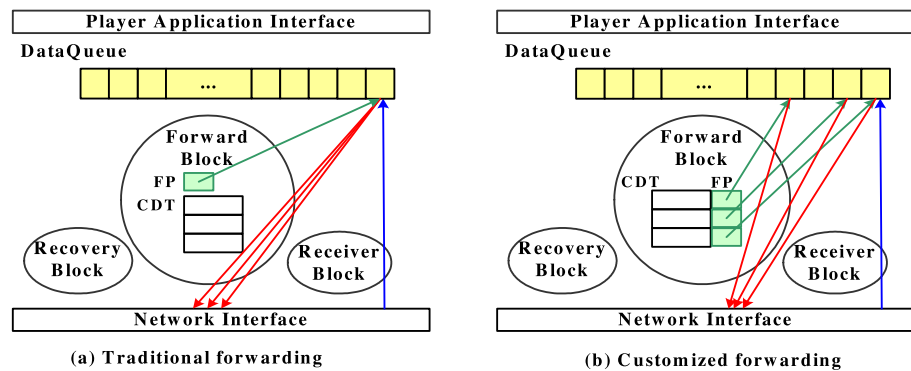 Player Application Interface
DataQueue
...
Forward
Block
FP
CDT
Recovery
Block
Receiver
Block
Network Interface
(a) Traditional forwarding
Player Application Interface
DataQueue
...
Forward
Block
CDT FP
Recovery
Block
Receiver
Block
Network Interface
(b) Customized forwarding